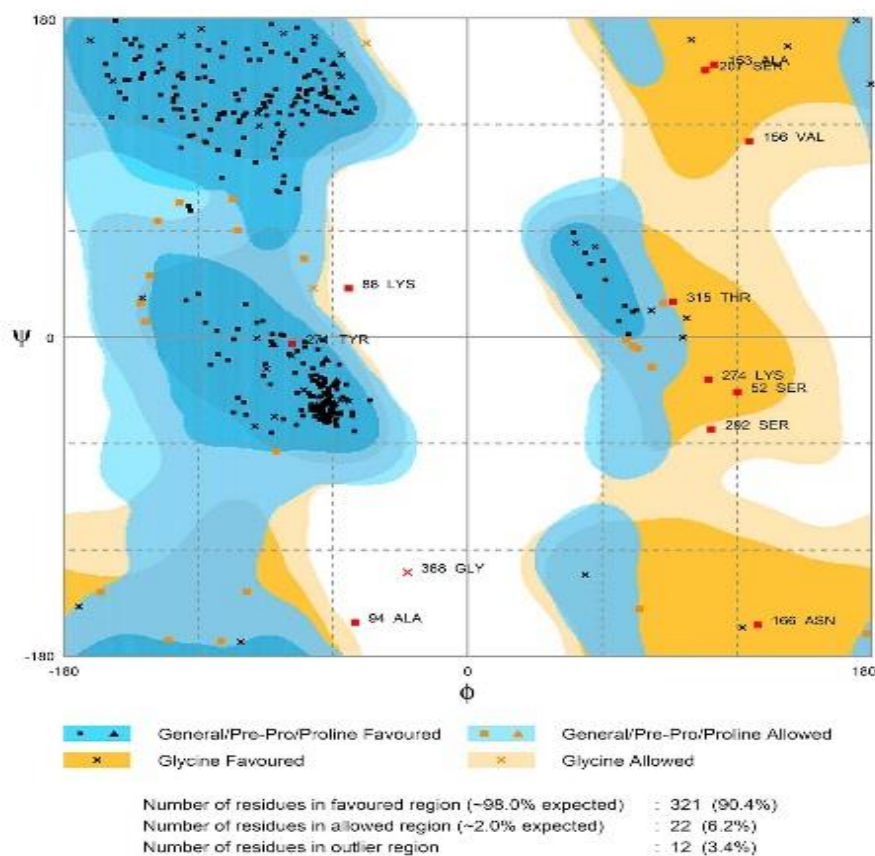 180
153 ALA
207 SER
156 VAL
88 LYS
315 THR
Ψ
0
271 TYR
274 LYS
52 SER
292 SER
368 GLY
94 ALA
166 ASN
-180
-180
0
180
Φ
General/Pre-Pro/Proline Favoured
General/Pre-Pro/Proline Allowed
Glycine Favoured
Glycine Allowed
Number of residues in favoured region (~98.0% expected) : 321 (90.4%)
Number of residues in allowed region (~2.0% expected) : 22 (6.2%)
Number of residues in outlier region : 12 (3.4%)